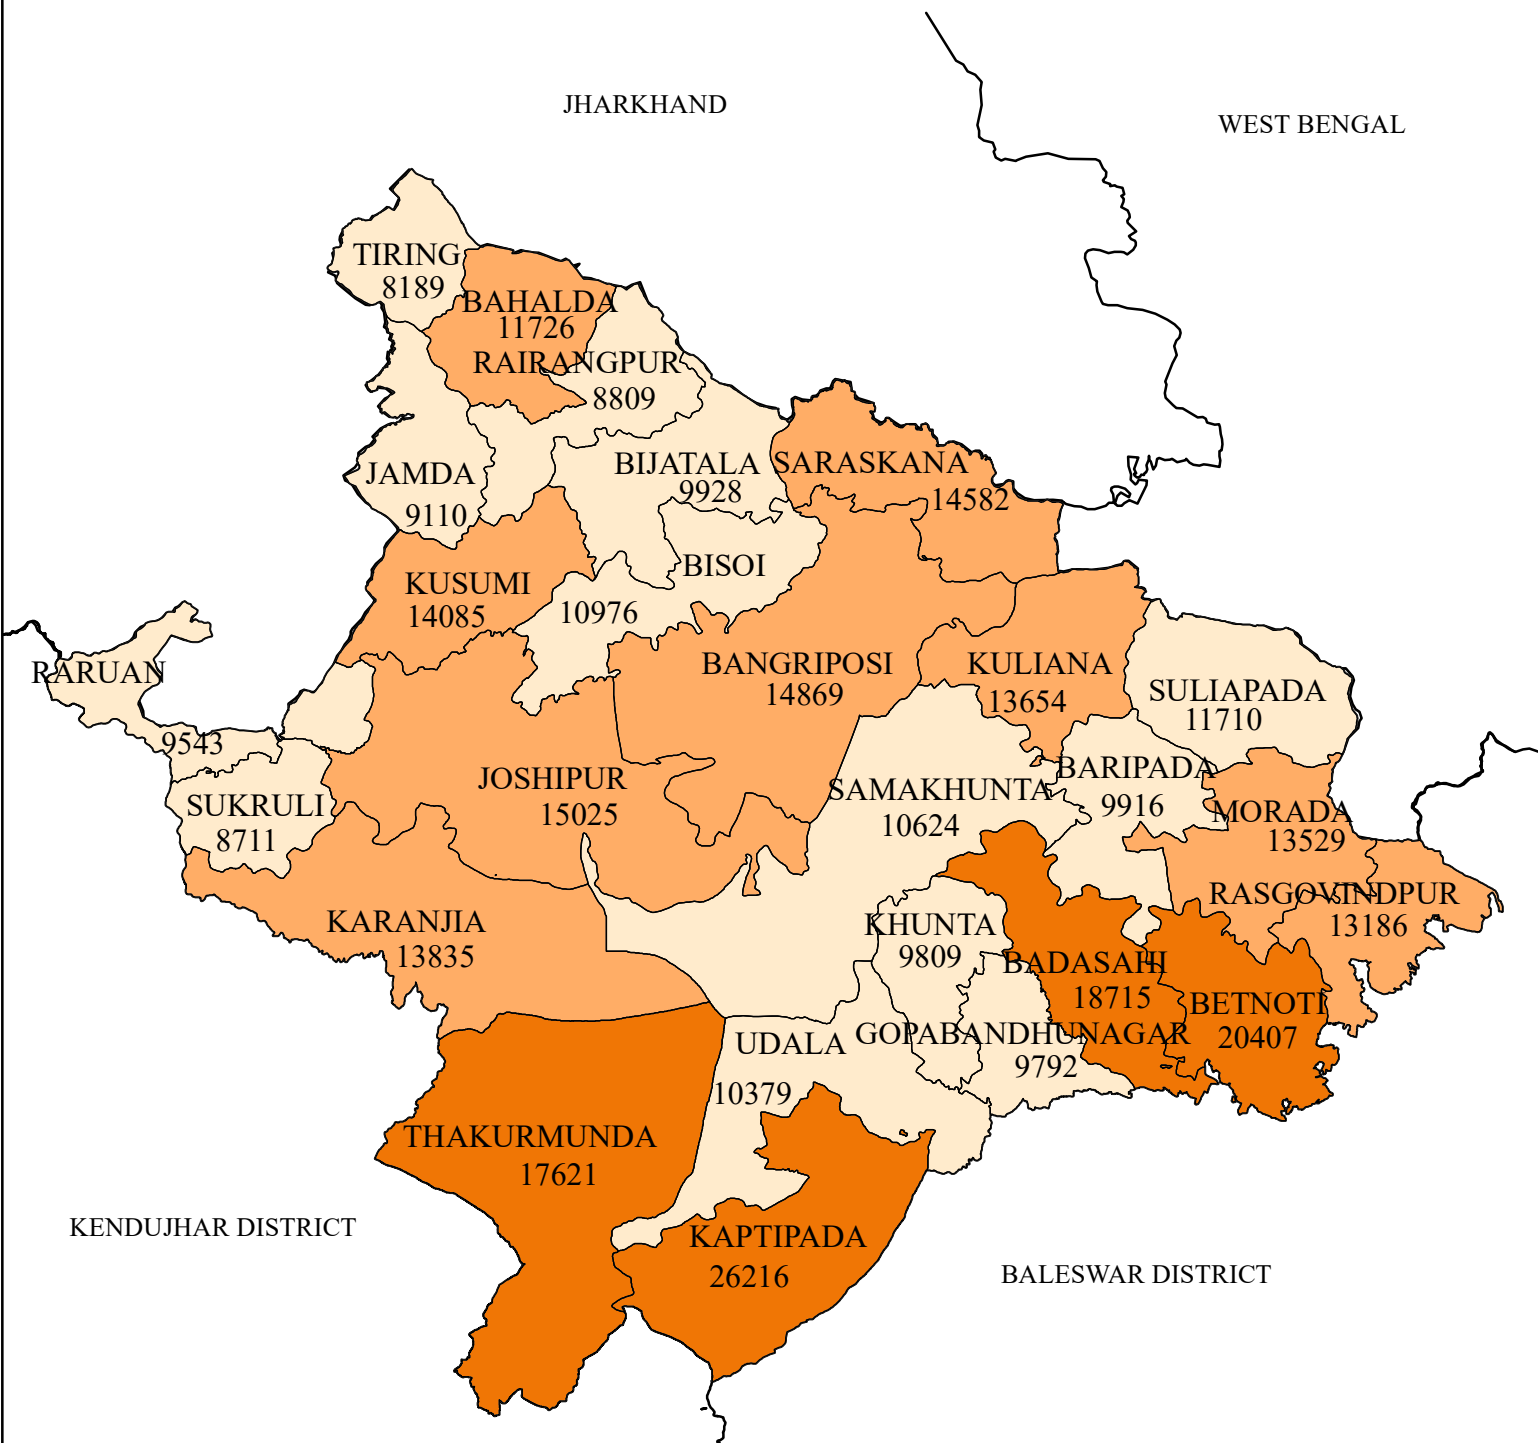 JHARKHAND
WEST BENGAL
TIRING
8189
BAHALDA
11726
RAIRANGPUR
8809
JAMDA
9110
BIJATALA
9928
SARASKANA
14582
KUSUMI
14085
BISOI
10976
RARUAN
9543
BANGRIPOSI
14869
KULIANA
13654
SULIAPADA
11710
SUKRULI
8711
JOSHIPUR
15025
SAMAKHUNTA
10624
BARIPADA
9916
MORADA
13529
RASGOVINDPUR
13186
KARANJIA
13835
KHUNTA
9809
BADASAHI
18715
BETNOTI
20407
UDALA
10379
GOPABANDHUNAGAR
9792
THAKURMUNDA
17621
KAPTIPADA
26216
KENDUJHAR DISTRICT
BALESWAR DISTRICT